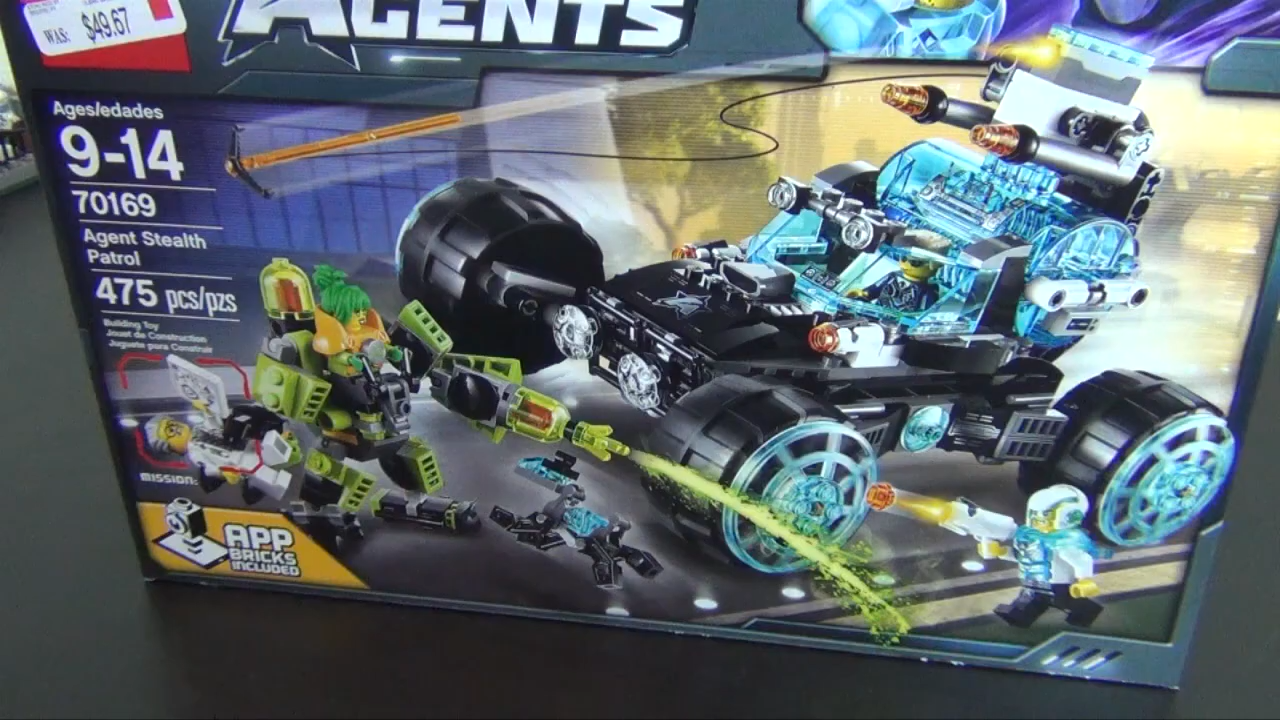 WAS: $49.67
AGENTS
Ages/edades
9-14
70169
Agent Stealth
Patrol
475 pcs/pzs
Building Toy
Jouet de Construction
Juguete para Construir
MISSION:
APP
BRICKS
INCLUDED